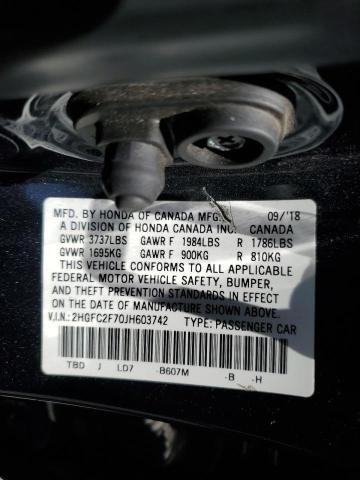 MFD. BY HONDA OF CANADA MFG. 09/'18
A DIVISION OF HONDA CANADA INC. CANADA
GVWR 3737LBS GAWR F 1984LBS R 1786LBS
GVWR 1695KG GAWR F 900KG R 810KG
THIS VEHICLE CONFORMS TO ALL APPLICABLE
FEDERAL MOTOR VEHICLE SAFETY, BUMPER,
AND THEFT PREVENTION STANDARDS IN EFFECT
ON THE DATE OF MANUFACTURE SHOWN ABOVE.
V.I.N.: 2HGFC2F70JH603742 TYPE: PASSENGER CAR
TBD J LD7 -B607M -B -H